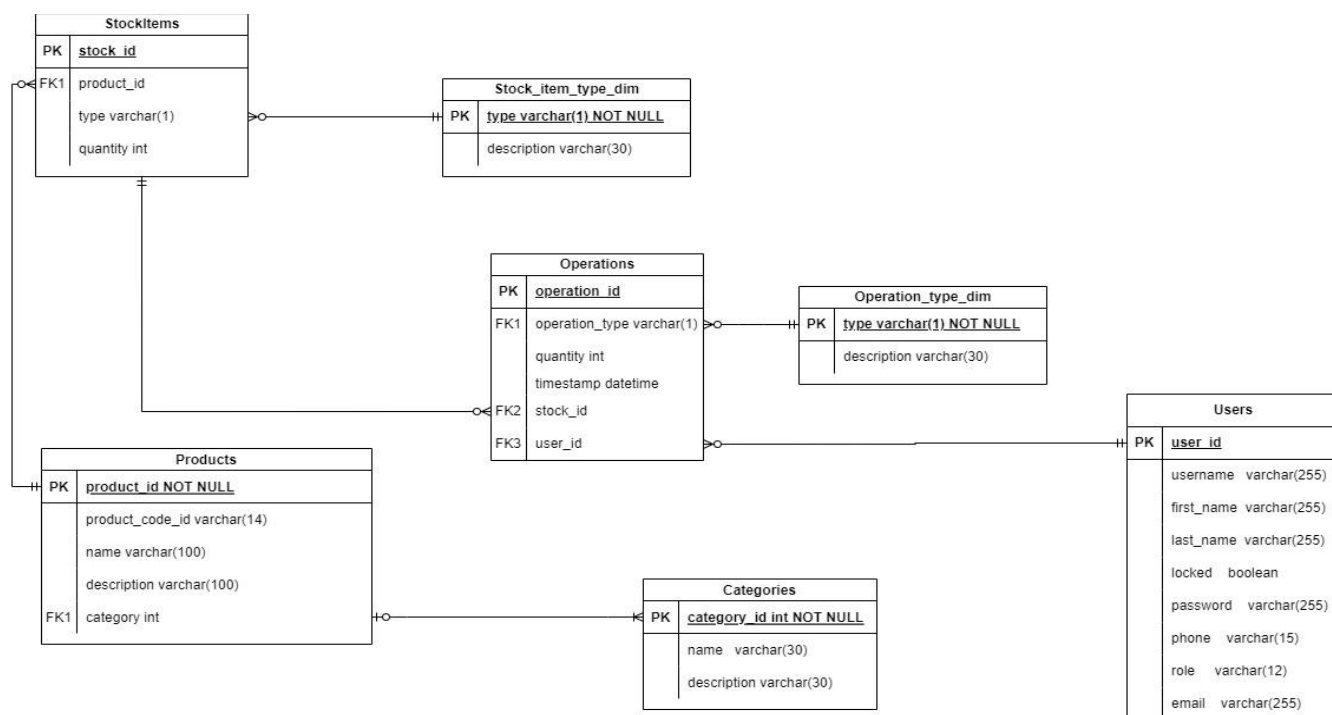 StockItems
PK stock_id
FK1 product_id
type varchar(1)
quantity int
Stock_item_type_dim
PK type varchar(1) NOT NULL
description varchar(30)
Operations
PK operation_id
FK1 operation_type varchar(1)
quantity int
timestamp datetime
FK2 stock_id
FK3 user_id
Operation_type_dim
PK type varchar(1) NOT NULL
description varchar(30)
Users
PK user_id
username varchar(255)
first_name varchar(255)
last_name varchar(255)
locked boolean
password varchar(255)
phone varchar(15)
role varchar(12)
email varchar(255)
Products
PK product_id NOT NULL
product_code_id varchar(14)
name varchar(100)
description varchar(100)
FK1 category int
Categories
PK category_id int NOT NULL
name varchar(30)
description varchar(30)